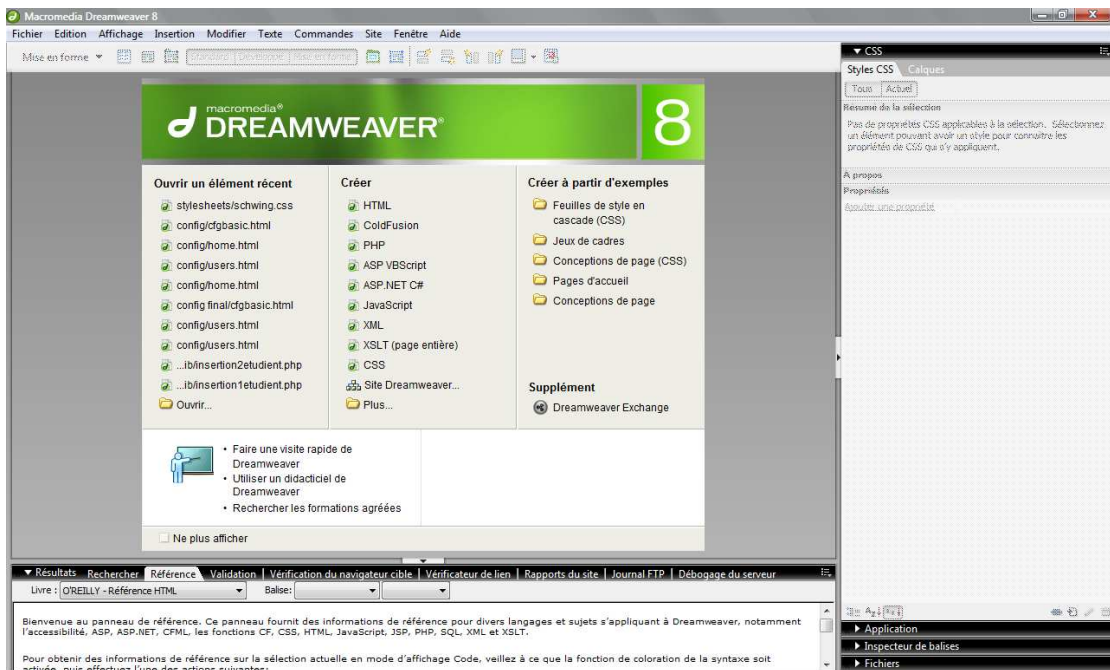 Macromedia Dreamweaver 8
Fichier Edition Affichage Insertion Modifier Texte Commandes Site Fenêtre Aide
Mise en forme
Standard Développé Mise en forme
macromedia®
DREAMWEAVER®
8
Ouvrir un élément récent
stylesheets/schwing.css
config/cfgbasic.html
config/home.html
config/users.html
config/home.html
config final/cfgbasic.html
config/users.html
config/users.html
...ib/insertion2etudient.php
...ib/insertion1etudient.php
Ouvrir...
Créer
HTML
ColdFusion
PHP
ASP VBScript
ASP.NET C#
JavaScript
XML
XSLT (page entière)
CSS
Site Dreamweaver...
Plus...
Créer à partir d'exemples
Feuilles de style en
cascade (CSS)
Jeux de cadres
Conceptions de page (CSS)
Pages d'accueil
Conceptions de page
Supplément
Dreamweaver Exchange
• Faire une visite rapide de
Dreamweaver
• Utiliser un didacticiel de
Dreamweaver
• Rechercher les formations agréées
Ne plus afficher
CSS
Styles CSS Calques
Tous Actuel
Résumé de la sélection
Pas de propriétés CSS applicables à la sélection. Sélectionnez
un élément pouvant avoir un style pour connaître les
propriétés de CSS qui s'y appliquent.
A propos
Propriétés
Ajouter une propriété
Application
Inspecteur de balises
Fichiers
Résultats Rechercher Référence Validation | Vérification du navigateur cible | Vérificateur de lien | Rapports du site | Journal FTP | Débogage du serveur
Livre : O'REILLY - Référence HTML Balise:
Bienvenue au panneau de référence. Ce panneau fournit des informations de référence pour divers langages et sujets s'appliquant à Dreamweaver, notamment
l'accessibilité, ASP, ASP.NET, CFML, les fonctions CF, CSS, HTML, JavaScript, JSP, PHP, SQL, XML et XSLT.
Pour obtenir des informations de référence sur la sélection actuelle en mode d'affichage Code, veillez à ce que la fonction de coloration de la syntaxe soit
activée, puis effectuez l'une des actions suivantes: